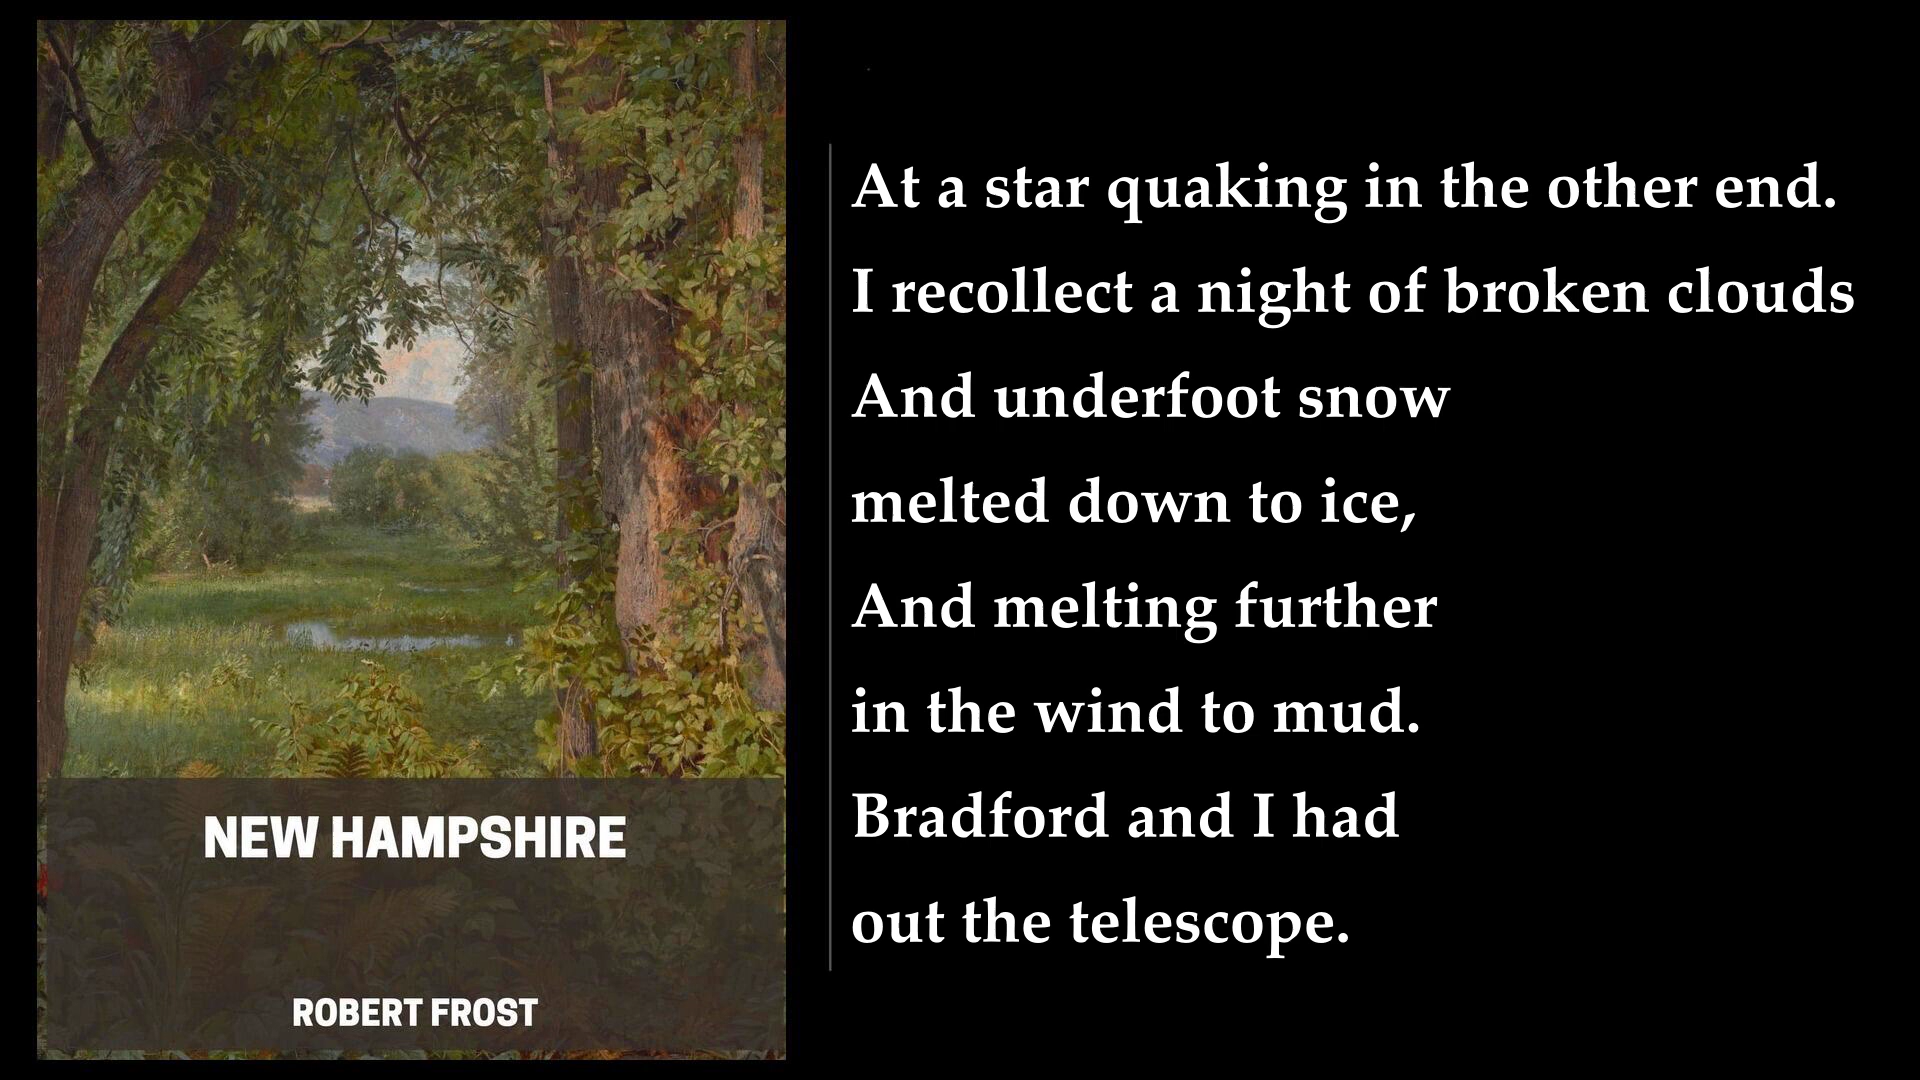 At a star quaking in the other end.
I recollect a night of broken clouds
And underfoot snow
melted down to ice,
And melting further
in the wind to mud.
Bradford and I had
out the telescope.
NEW HAMPSHIRE
ROBERT FROST